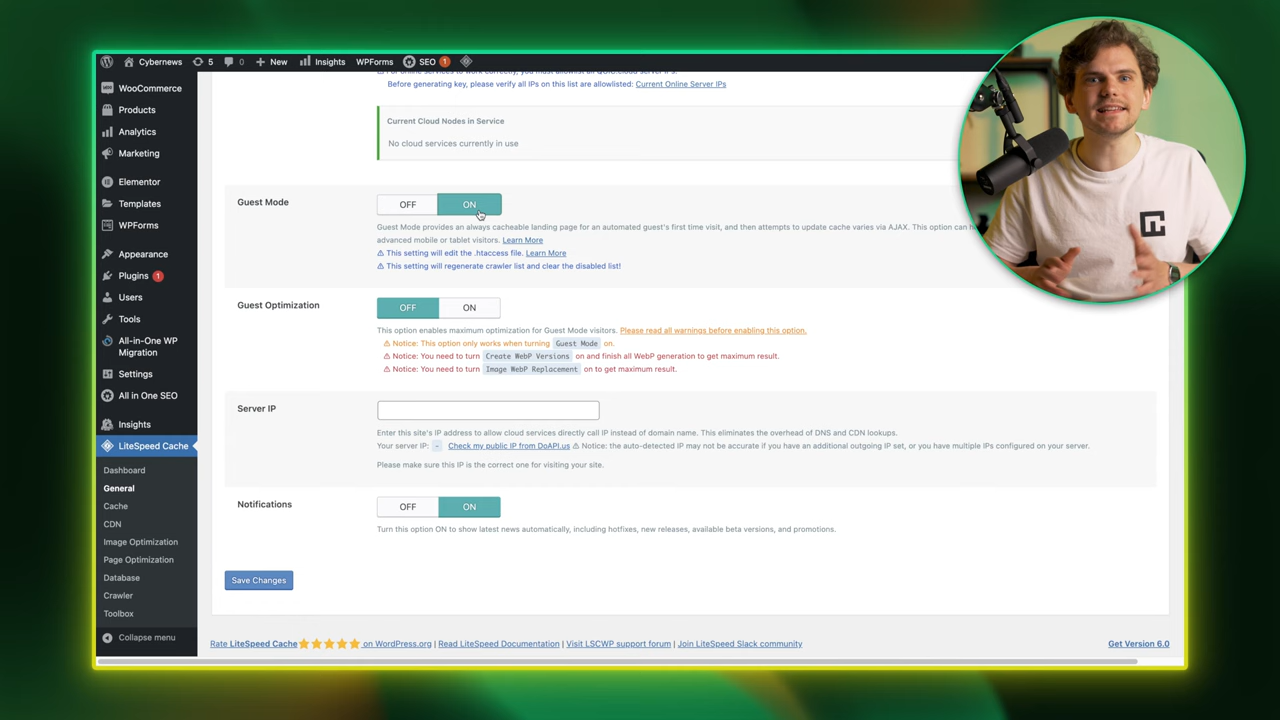 Cybernews 5 0 New Insights WPForms SEO 1
WooCommerce
Products
Analytics
Marketing
Elementor
Templates
WPForms
Appearance
Plugins 1
Users
Tools
All-in-One WP
Migration
Settings
All in One SEO
Insights
LiteSpeed Cache
Dashboard
General
Cache
CDN
Image Optimization
Page Optimization
Database
Crawler
Toolbox
Collapse menu
Before generating key, please verify all IPs on this list are allowlisted: Current Online Server IPs
Current Cloud Nodes in Service
No cloud services currently in use
Guest Mode
OFF ON
Guest Mode provides an always cacheable landing page for an automated guest's first time visit, and then attempts to update cache varies via AJAX. This option can
advanced mobile or tablet visitors. Learn More
⚠ This setting will edit the .htaccess file. Learn More
⚠ This setting will regenerate crawler list and clear the disabled list!
Guest Optimization
OFF ON
This option enables maximum optimization for Guest Mode visitors. Please read all warnings before enabling this option.
⚠ Notice: This option only works when turning Guest Mode on.
⚠ Notice: You need to turn Create WebP Versions on and finish all WebP generation to get maximum result.
⚠ Notice: You need to turn Image WebP Replacement on to get maximum result.
Server IP
Enter this site's IP address to allow cloud services directly call IP instead of domain name. This eliminates the overhead of DNS and CDN lookups.
Your server IP: - Check my public IP from DoAPI.us ⚠ Notice: the auto-detected IP may not be accurate if you have an additional outgoing IP set, or you have multiple IPs configured on your server.
Please make sure this IP is the correct one for visiting your site.
Notifications
OFF ON
Turn this option ON to show latest news automatically, including hotfixes, new releases, available beta versions, and promotions.
Save Changes
Rate LiteSpeed Cache ★★★★★ on WordPress.org | Read LiteSpeed Documentation | Visit LSCWP support forum | Join LiteSpeed Slack community
Get Version 6.0